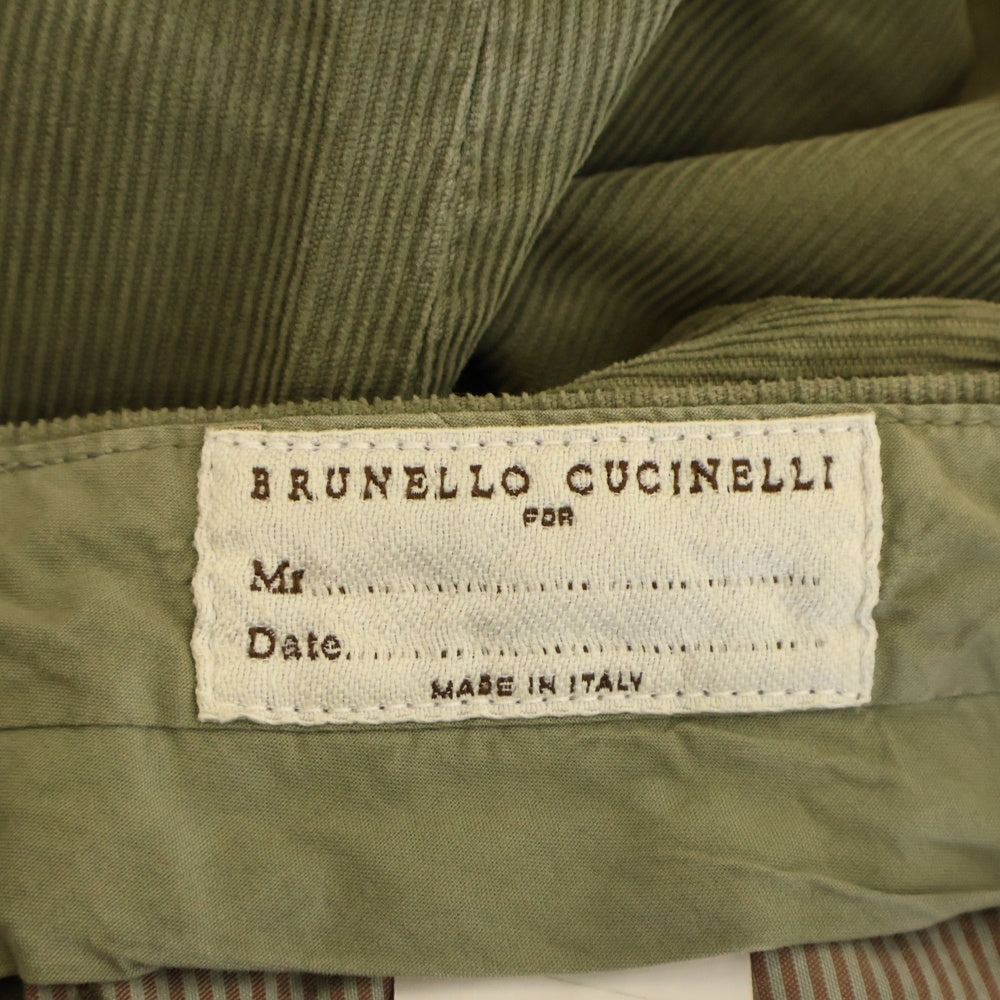 BRUNELLO CUCINELLI
FOR
Mr..............................
Date..............................
MADE IN ITALY